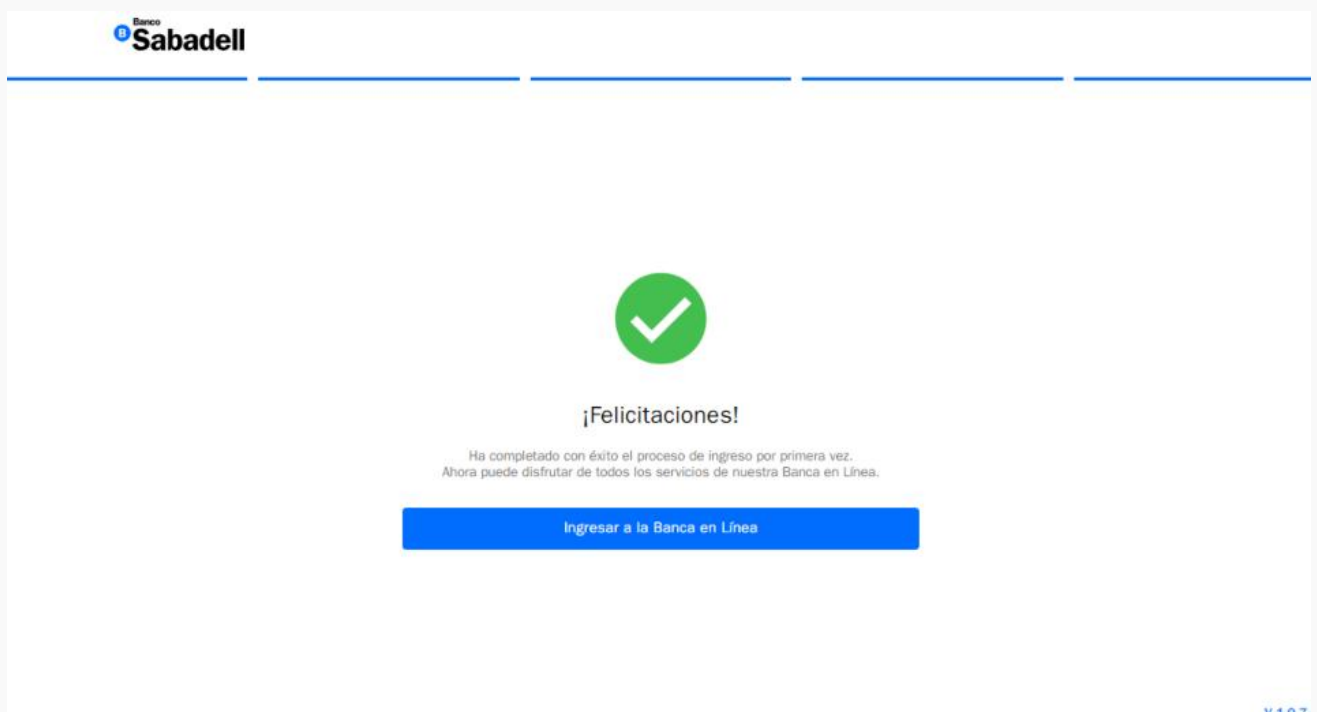 Banco
B Sabadell
¡Felicitaciones!
Ha completado con éxito el proceso de ingreso por primera vez.
Ahora puede disfrutar de todos los servicios de nuestra Banca en Línea.
Ingresar a la Banca en Línea